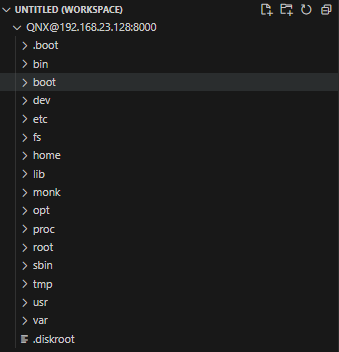 UNTITLED (WORKSPACE)
QNX@192.168.23.128:8000
.boot
bin
boot
dev
etc
fs
home
lib
monk
opt
proc
root
sbin
tmp
usr
var
.diskroot